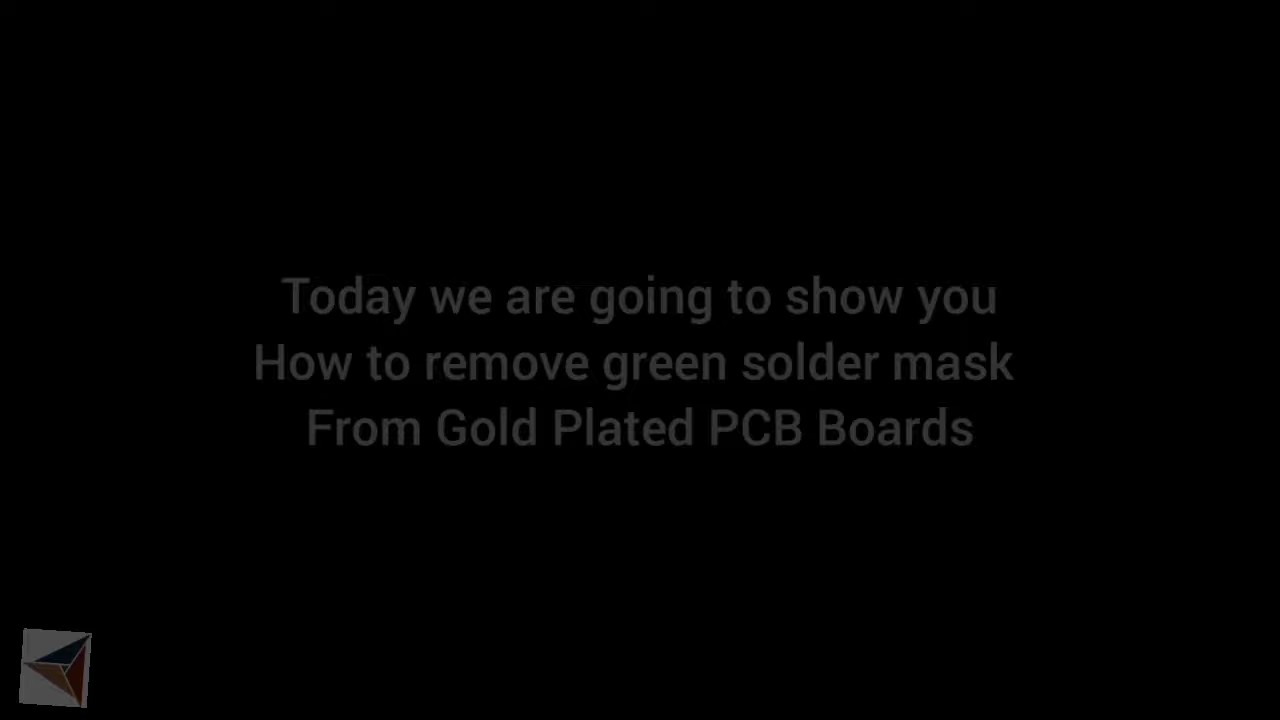 Today we are going to show you
How to remove green solder mask
From Gold Plated PCB Boards